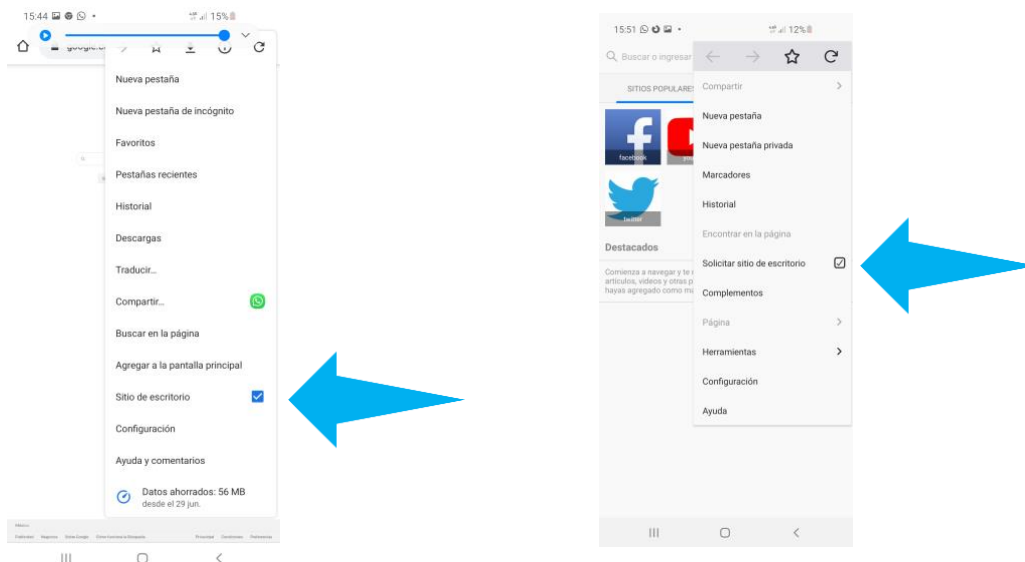 15:44
15%
Nueva pestaña
Nueva pestaña de incógnito
Favoritos
Pestañas recientes
Historial
Descargas
Traducir...
Compartir...
Buscar en la página
Agregar a la pantalla principal
Sitio de escritorio
Configuración
Ayuda y comentarios
Datos ahorrados: 56 MB
desde el 29 jun.
México
15:51
12%
Buscar o ingresar
SITIOS POPULARES
facebook
twitter
Destacados
Comienza a navegar y te
artículos, videos y otras p
hayas agregado como
Compartir
Nueva pestaña
Nueva pestaña privada
Marcadores
Historial
Encontrar en la página
Solicitar sitio de escritorio
Complementos
Página
Herramientas
Configuración
Ayuda